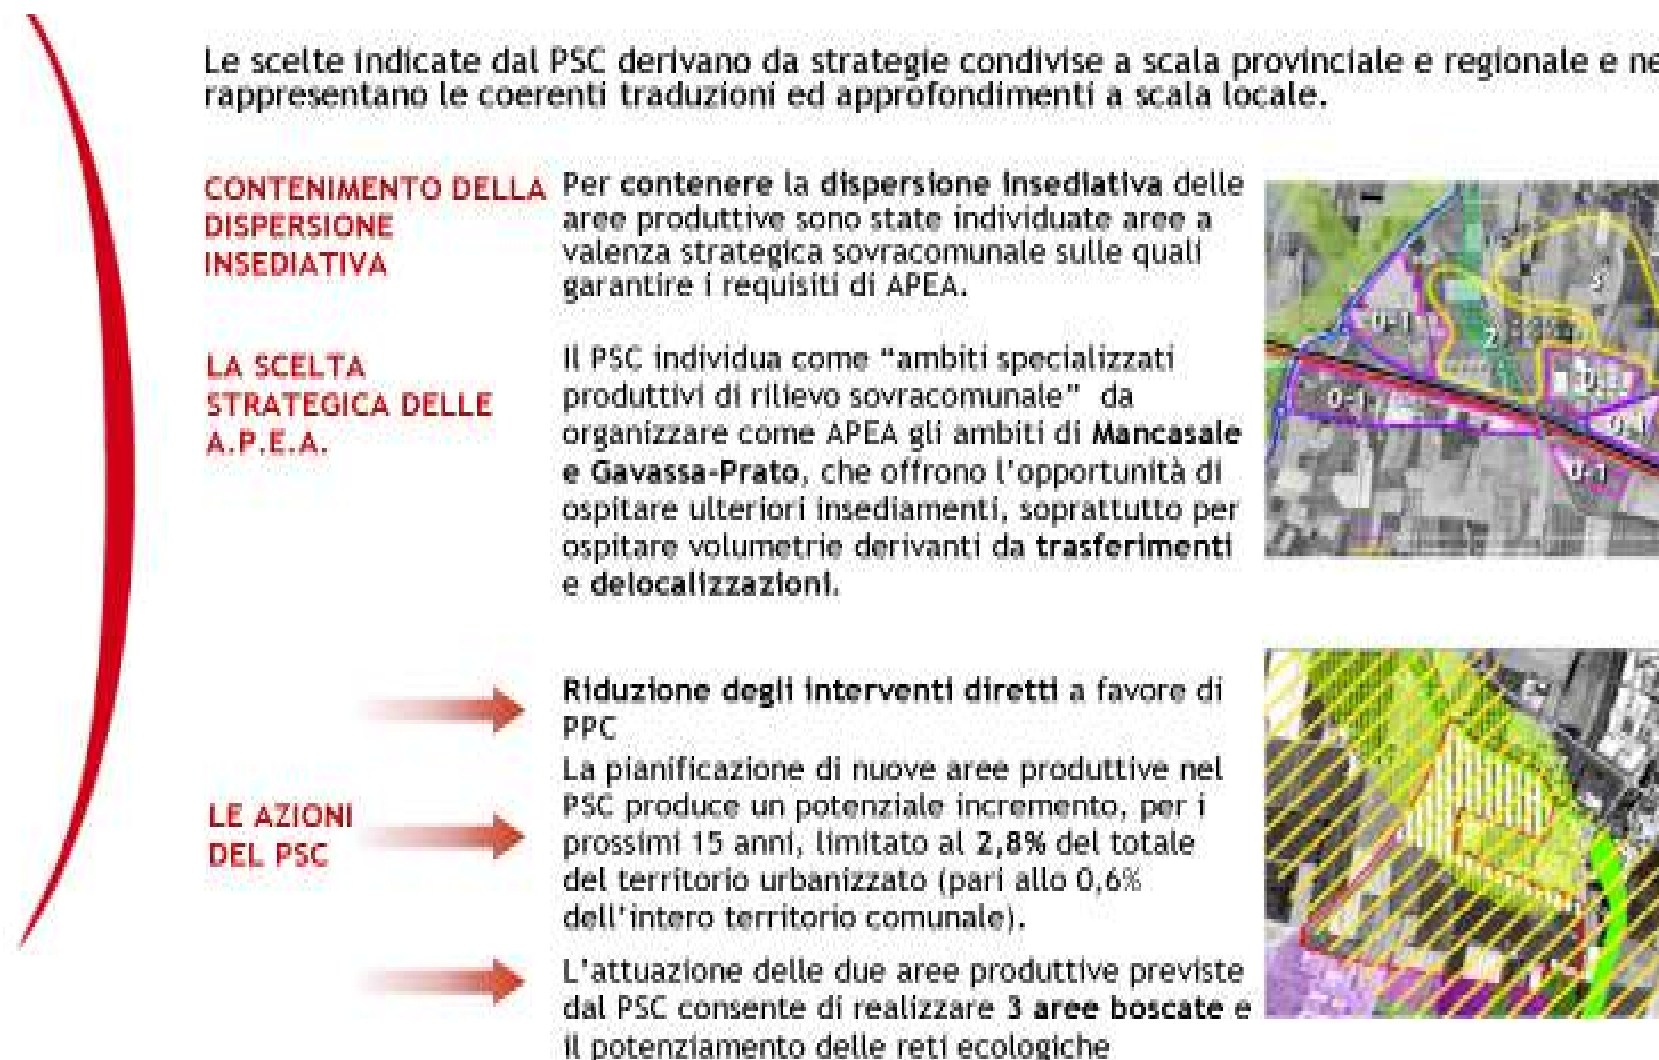 Le scelte indicate dal PSC derivano da strategie condivise a scala provinciale e regionale e ne
rappresentano le coerenti traduzioni ed approfondimenti a scala locale.
CONTENIMENTO DELLA
DISPERSIONE
INSEDIATIVA
Per contenere la dispersione insediativa delle
aree produttive sono state individuate aree a
valenza strategica sovracomunale sulle quali
garantire i requisiti di APEA.
LA SCELTA
STRATEGICA DELLE
A.P.E.A.
Il PSC individua come “ambiti specializzati
produttivi di rilievo sovracomunale” da
organizzare come APEA gli ambiti di Mancasale
e Gavassa-Prato, che offrono l'opportunità di
ospitare ulteriori insediamenti, soprattutto per
ospitare volumetrie derivanti da trasferimenti
e delocalizzazioni.
LE AZIONI
DEL PSC
Riduzione degli interventi diretti a favore di
PPC
La pianificazione di nuove aree produttive nel
PSC produce un potenziale incremento, per i
prossimi 15 anni, limitato al 2,8% del totale
del territorio urbanizzato (pari allo 0,6%
dell'intero territorio comunale).
L'attuazione delle due aree produttive previste
dal PSC consente di realizzare 3 aree boscate e
il potenziamento delle reti ecologiche
2